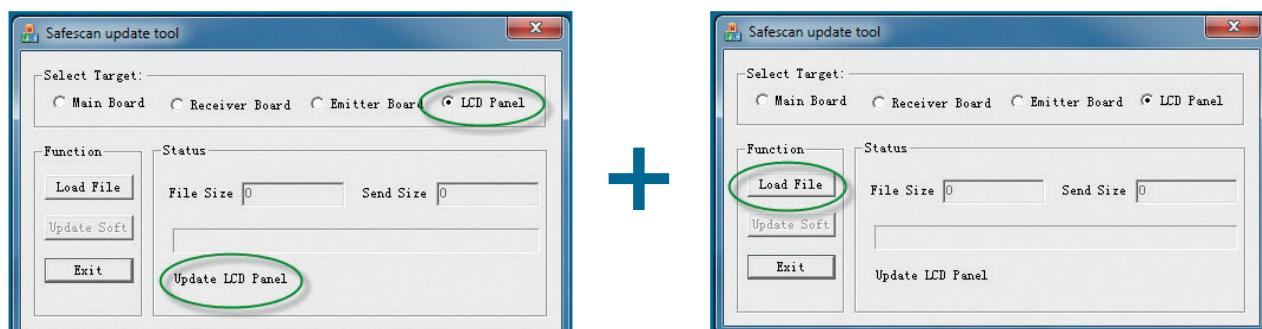 Safescan update tool
Select Target:
Main Board Receiver Board Emitter Board LCD Panel
Function
Status
Load File
File Size 0 Send Size 0
Update Soft
Exit
Update LCD Panel
+
Safescan update tool
Select Target:
Main Board Receiver Board Emitter Board LCD Panel
Function
Status
Load File
File Size 0 Send Size 0
Update Soft
Exit
Update LCD Panel